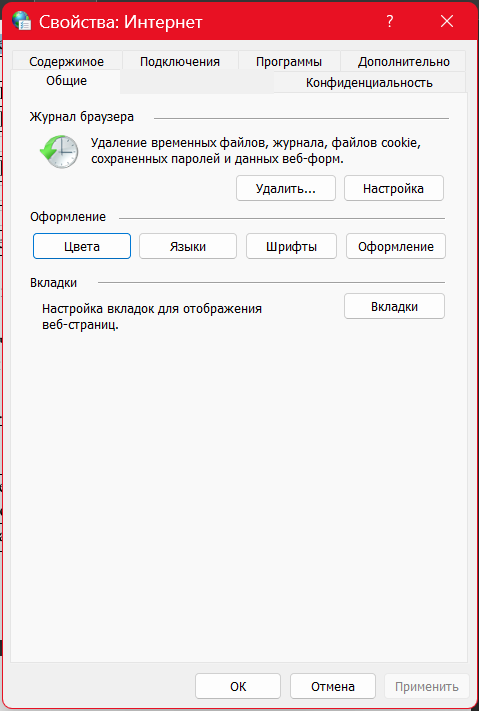 Свойства: Интернет
?
Содержимое
Подключения
Программы
Дополнительно
Общие
Конфиденциальность
Журнал браузера
Удаление временных файлов, журнала, файлов cookie,
сохраненных паролей и данных веб-форм.
Удалить...
Настройка
Оформление
Цвета
Языки
Шрифты
Оформление
Вкладки
Настройка вкладок для отображения
веб-страниц.
Вкладки
ОК
Отмена
Применить